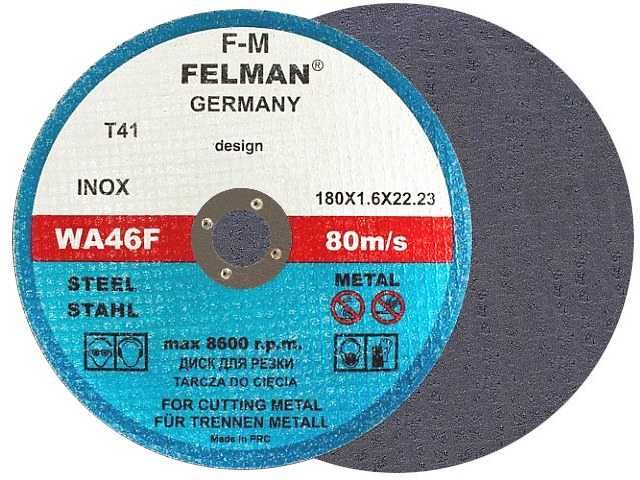 F-M
FELMAN®
GERMANY
T41
design
INOX
180X1.6X22.23
WA46F
80m/s
STEEL
STAHL
METAL
max 8600 r.p.m.
ДИСК ДЛЯ РЕЗКИ
TARCZA DO CIĘCIA
FOR CUTTING METAL
FÜR TRENNEN METALL
Made in PRC